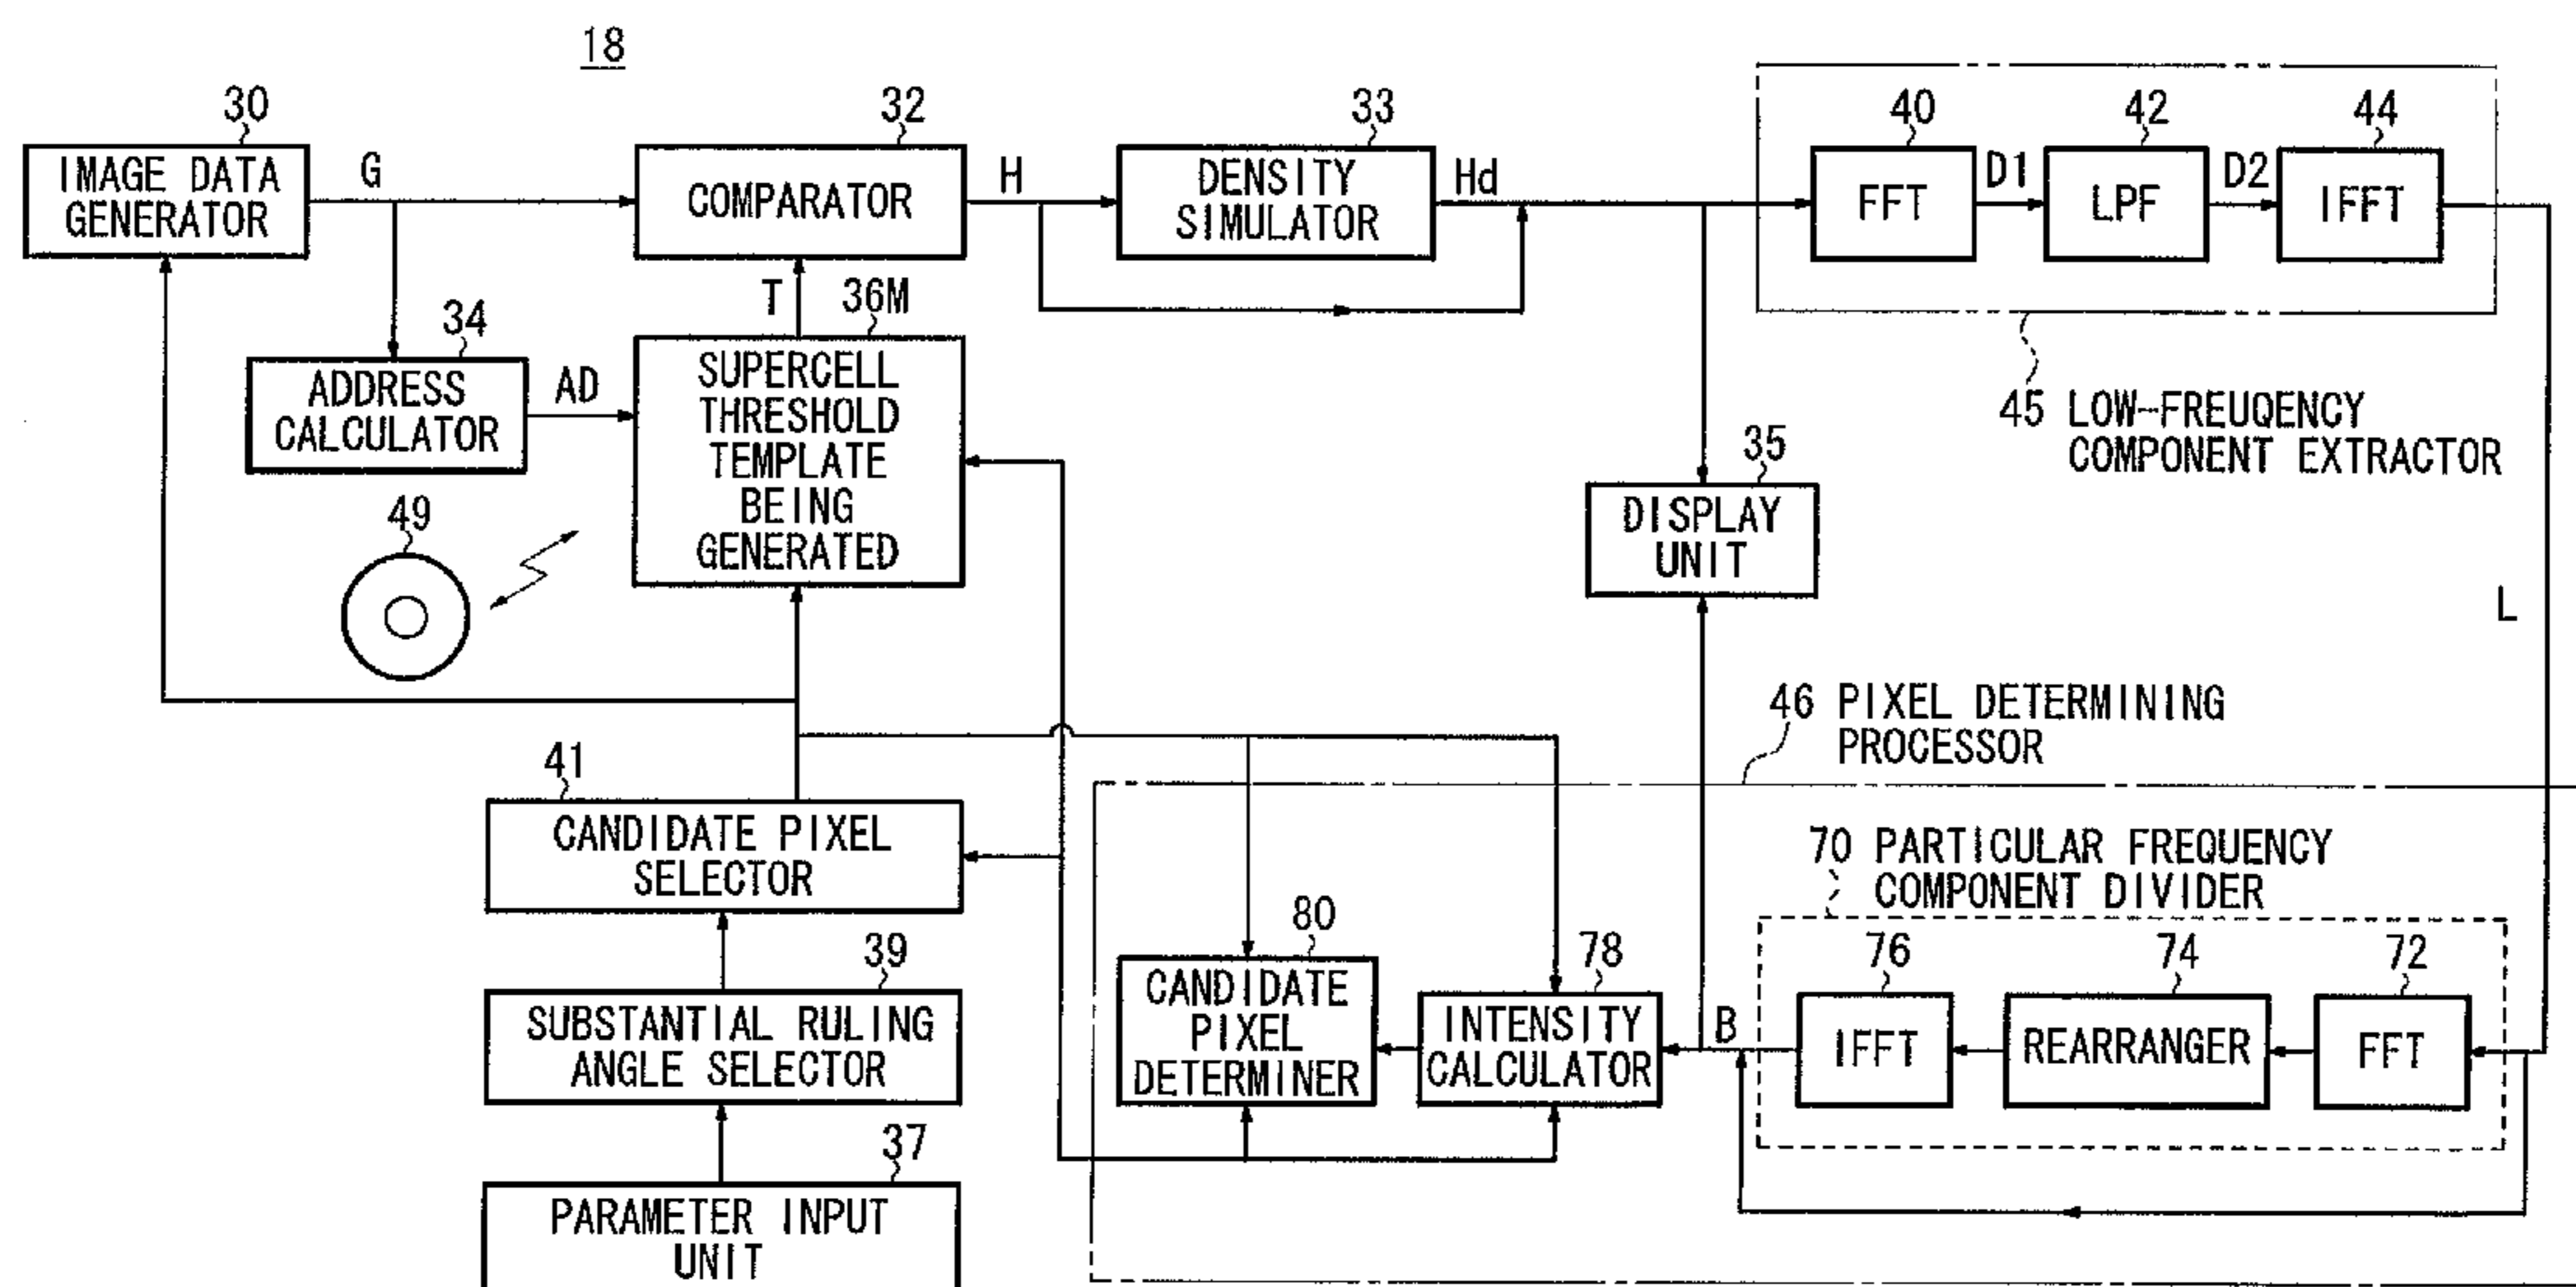 18
30
IMAGE DATA
GENERATOR
G
32
COMPARATOR
H
33
DENSITY
SIMULATOR
Hd
40
FFT
D1
42
LPF
D2
44
IFFT
T
36M
SUPERCELL
THRESHOLD
TEMPLATE
BEING
GENERATED
34
ADDRESS
CALCULATOR
AD
45 LOW-FREUQENCY
COMPONENT EXTRACTOR
35
DISPLAY
UNIT
49
L
46 PIXEL DETERMINING
PROCESSOR
41
CANDIDATE PIXEL
SELECTOR
70 PARTICULAR FREQUENCY
COMPONENT DIVIDER
80
CANDIDATE
PIXEL
DETERMINER
78
INTENSITY
CALCULATOR
B
76
IFFT
74
REARRANGER
72
FFT
39
SUBSTANTIAL RULING
ANGLE SELECTOR
37
PARAMETER INPUT
UNIT